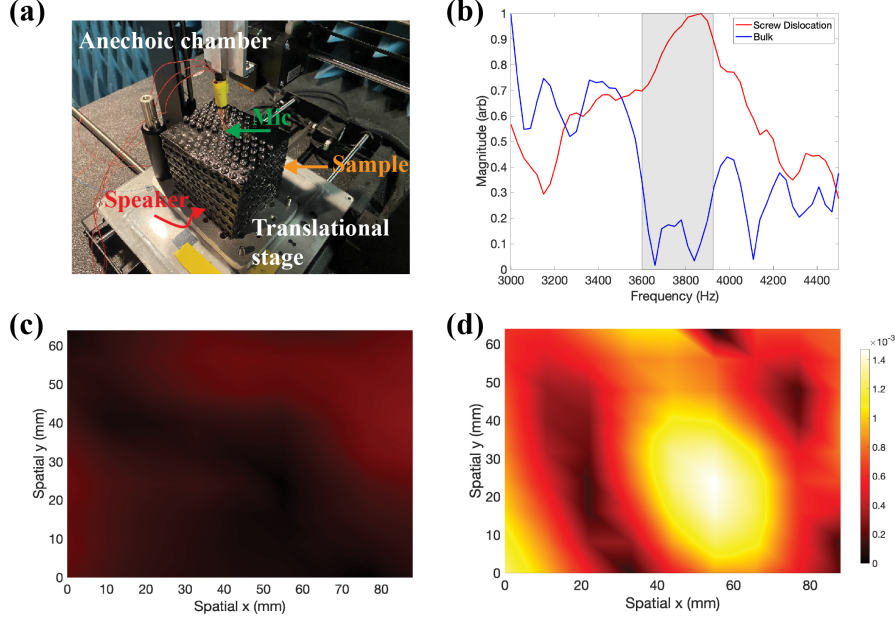 (a)
Anechoic chamber
Mic
Sample
Speaker
Translational
stage
(b)
Screw Dislocation
Bulk
Magnitude (arb)
1
0.9
0.8
0.7
0.6
0.5
0.4
0.3
0.2
0.1
0
3000 3200 3400 3600 3800 4000 4200 4400
Frequency (Hz)
(c)
Spatial y (mm)
60
50
40
30
20
10
0
0 10 20 30 40 50 60 70 80
Spatial x (mm)
(d)
Spatial y (mm)
60
50
40
30
20
10
0
0 20 40 60 80
Spatial x (mm)
×10⁻³
1.4
1.2
1
0.8
0.6
0.4
0.2
0